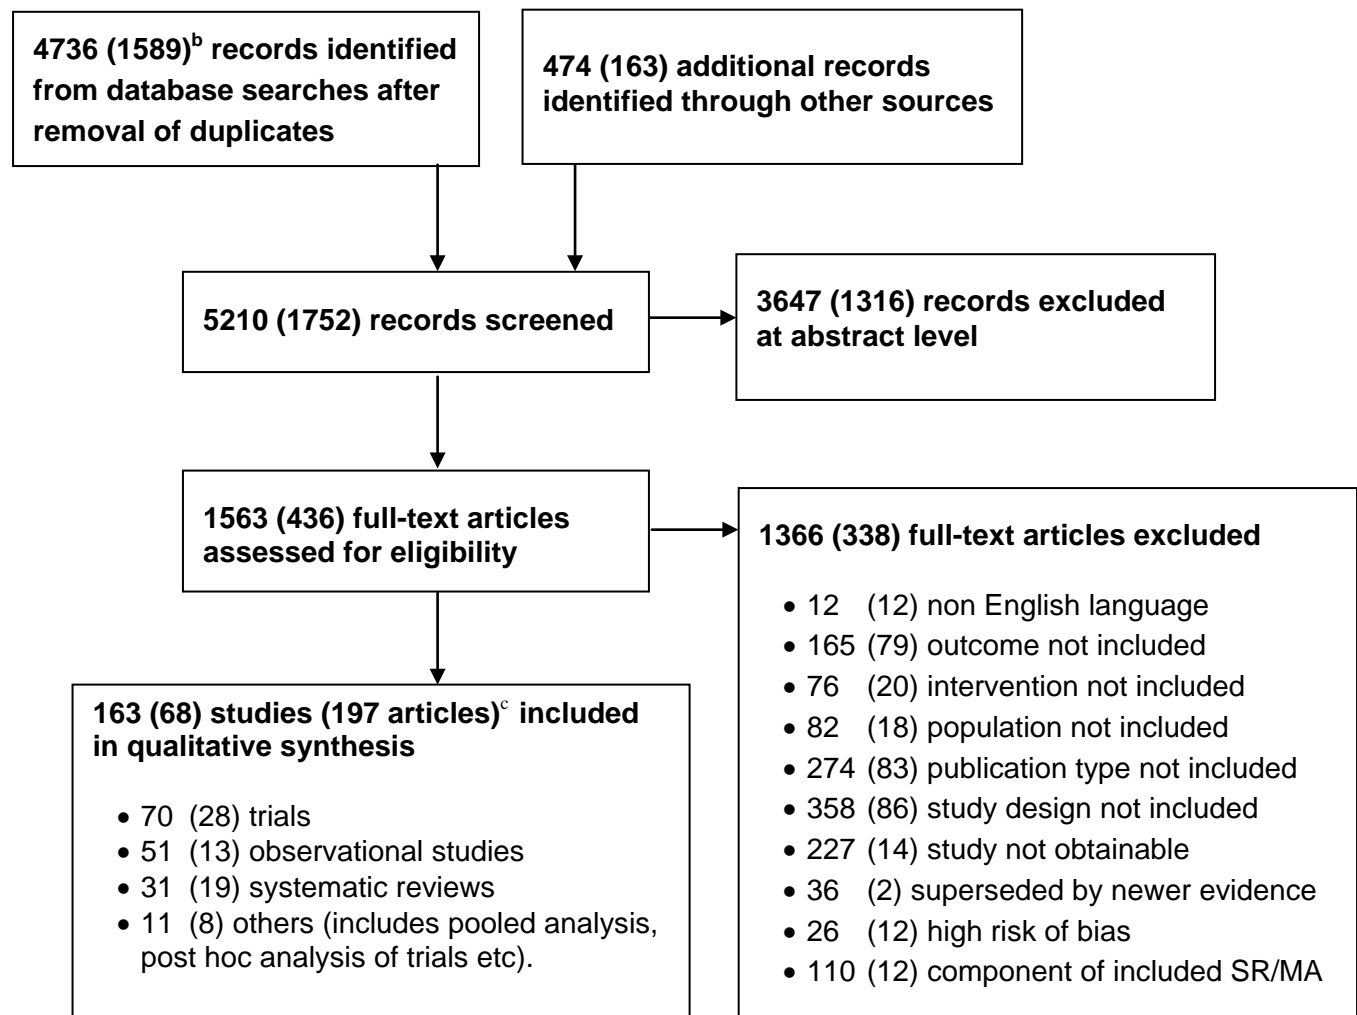 4736 (1589)b records identified
from database searches after
removal of duplicates
474 (163) additional records
identified through other sources
5210 (1752) records screened
3647 (1316) records excluded
at abstract level
1563 (436) full-text articles
assessed for eligibility
1366 (338) full-text articles excluded
• 12 (12) non English language
• 165 (79) outcome not included
• 76 (20) intervention not included
• 82 (18) population not included
• 274 (83) publication type not included
• 358 (86) study design not included
• 227 (14) study not obtainable
• 36 (2) superseded by newer evidence
• 26 (12) high risk of bias
• 110 (12) component of included SR/MA
163 (68) studies (197 articles)c included
in qualitative synthesis
• 70 (28) trials
• 51 (13) observational studies
• 31 (19) systematic reviews
• 11 (8) others (includes pooled analysis,
post hoc analysis of trials etc).